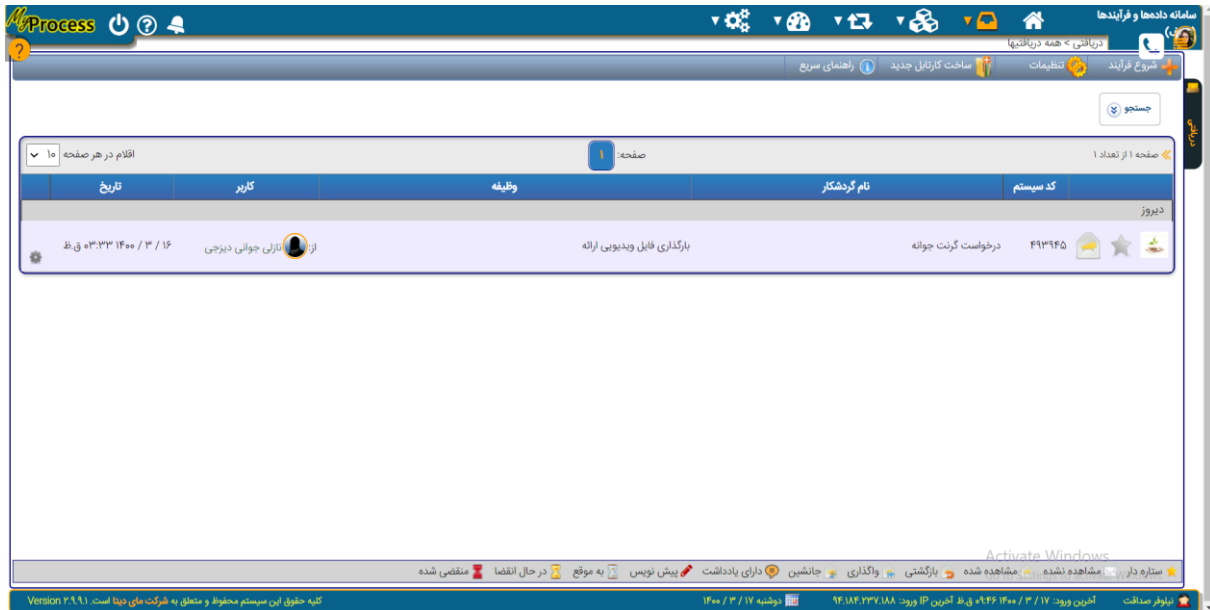 سامانه داده‌ها و فرآیندها
MyProcess
دریافتی > همه دریافتیها
شروع فرآیند تنظیمات ساخت کارتابل جدید راهنمای سریع
دریافتی
جستجو
صفحه ۱ از تعداد ۱ صفحه: ۱ اقلام در هر صفحه ۱۰
کد سیستم نام گردشکار وظیفه کاربر تاریخ
دیروز
۴۹۳۹۴۵ درخواست گرنت جوانه بارگذاری فایل ویدیویی ارائه از: نازلی جوانی دیزجی ۱۶ / ۳ / ۱۴۰۰ ۰۳:۳۳ ق.ظ
Activate Windows
ستاره دار مشاهده نشده مشاهده شده بازگشتی واگذاری جانشین دارای یادداشت پیش نویس به موقع در حال انقضا منقضی شده
نیلوفر صداقت آخرین ورود: ۱۷ / ۳ / ۱۴۰۰ ۰۹:۴۶ ق.ظ آخرین IP ورود: ۹۴.۱۸۴.۲۳۷.۱۸۸ دوشنبه ۱۷ / ۳ / ۱۴۰۰ کلیه حقوق این سیستم محفوظ و متعلق به شرکت مای دیتا است. Version ۲.۹.۹.۱